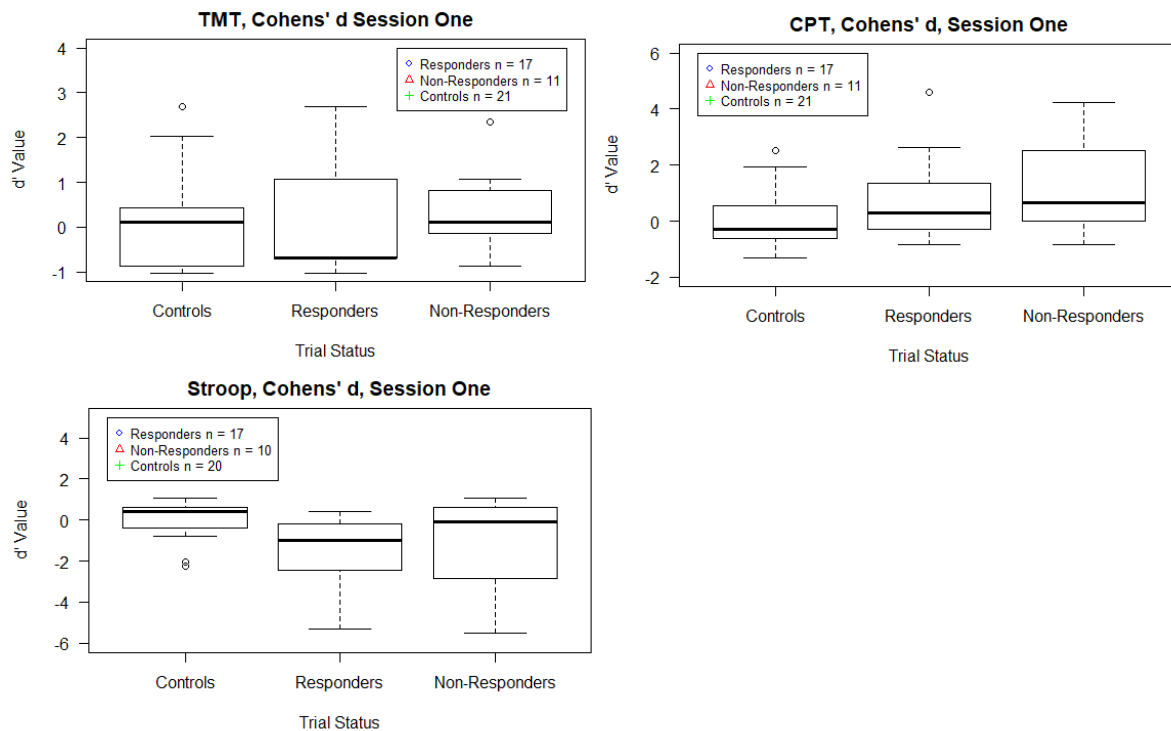 TMT, Cohens' d Session One
4
3
2
1
0
-1
d' Value
Responders n = 17
Non-Responders n = 11
Controls n = 21
Controls Responders Non-Responders
Trial Status
CPT, Cohens' d, Session One
6
4
2
0
-2
d' Value
Responders n = 17
Non-Responders n = 11
Controls n = 21
Controls Responders Non-Responders
Trial Status
Stroop, Cohens' d, Session One
4
2
0
-2
-4
-6
d' Value
Responders n = 17
Non-Responders n = 10
Controls n = 20
Controls Responders Non-Responders
Trial Status